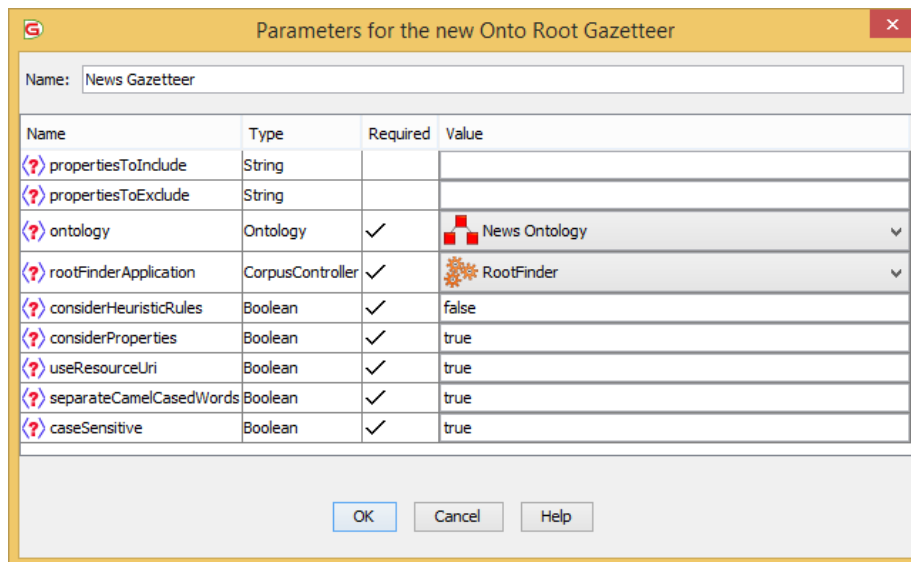 Parameters for the new Onto Root Gazetteer
Name: News Gazetteer
Name Type Required Value
propertiesToInclude String
propertiesToExclude String
ontology Ontology News Ontology
rootFinderApplication CorpusController RootFinder
considerHeuristicRules Boolean false
considerProperties Boolean true
useResourceUri Boolean true
separateCamelCasedWords Boolean true
caseSensitive Boolean true
OK Cancel Help